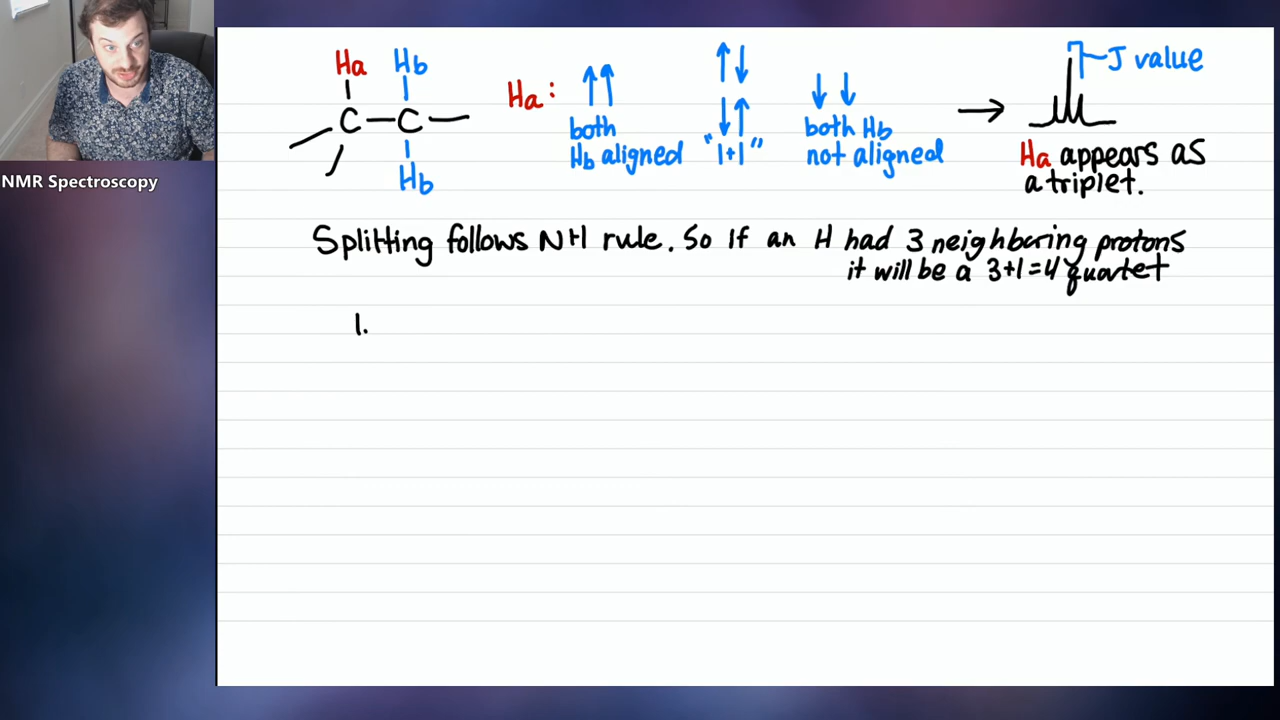 Ha Hb
C C
Hb
Ha:
both
Hb aligned
"1+1"
both Hb
not aligned
J value
Ha appears as
a triplet.
NMR Spectroscopy
Splitting follows N+1 rule. So If an H had 3 neighboring protons
it will be a 3+1=4 quartet
1.